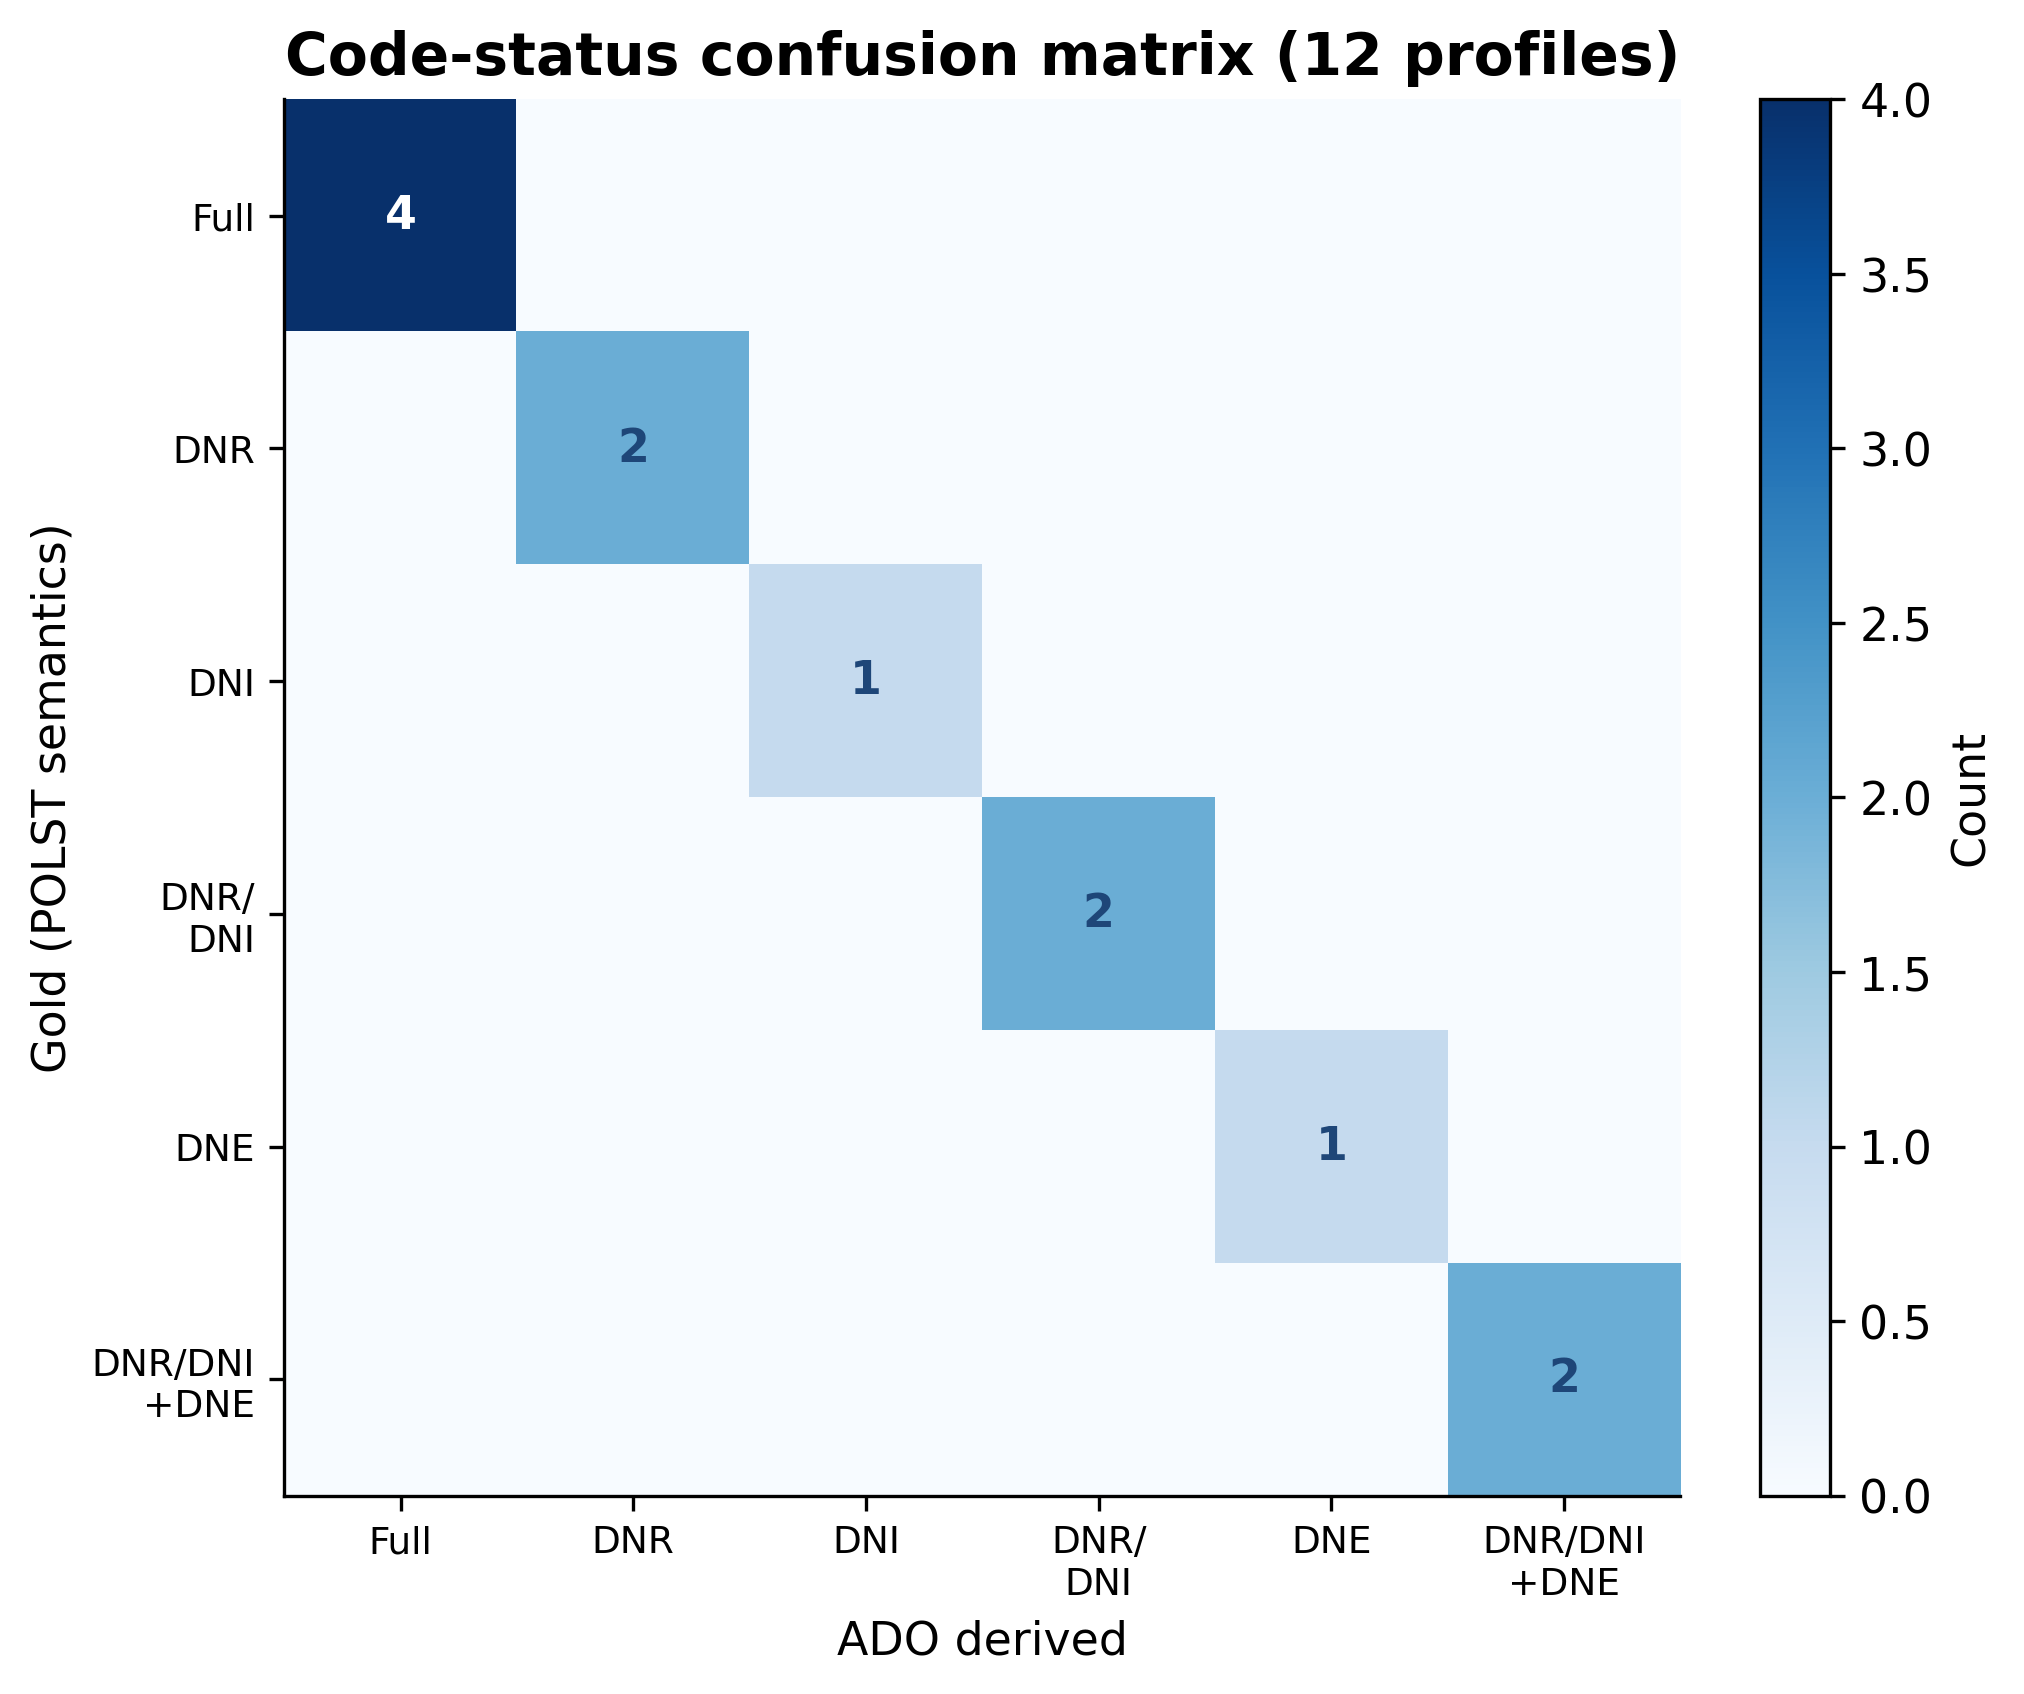 Code-status confusion matrix (12 profiles)
Gold (POLST semantics)
Full
DNR
DNI
DNR/
DNI
DNE
DNR/DNI
+DNE
4
2
1
2
1
2
Full
DNR
DNI
DNR/
DNI
DNE
DNR/DNI
+DNE
ADO derived
4.0
3.5
3.0
2.5
2.0
1.5
1.0
0.5
0.0
Count